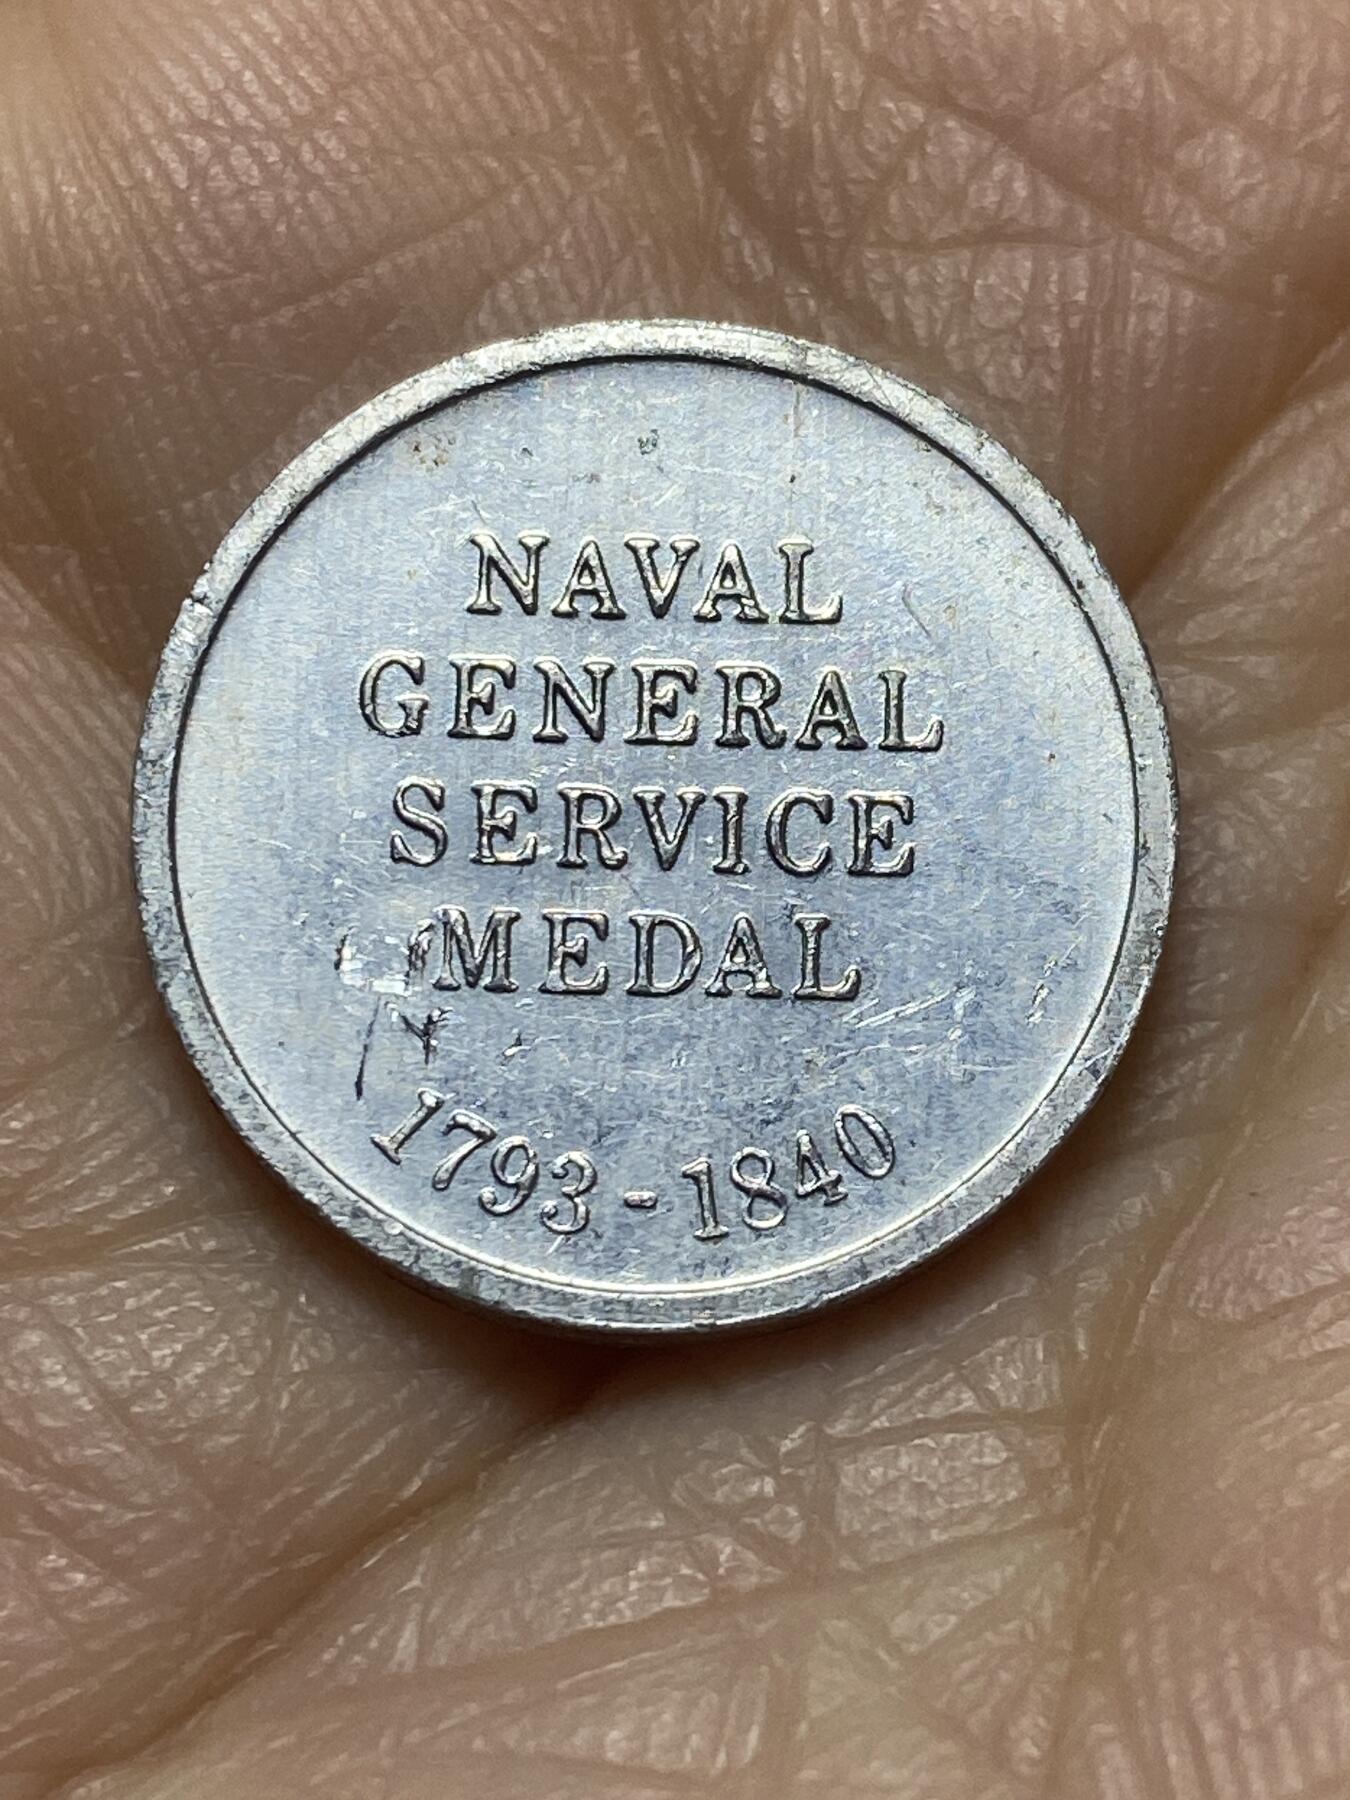 NAVAL
GENERAL
SERVICE
MEDAL
1793-1840